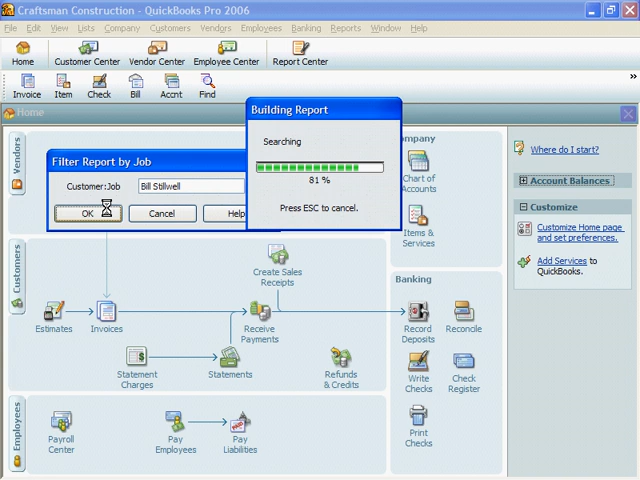 Craftsman Construction - QuickBooks Pro 2006
File Edit View Lists Company Customers Vendors Employees Banking Reports Window Help
Home Customer Center Vendor Center Employee Center Report Center
Invoice Item Check Bill Accnt Find
Home
Building Report
Searching
81 %
Press ESC to cancel.
Filter Report by Job
Customer:Job Bill Stillwell
OK Cancel Help
Vendors
Company
Chart of
Accounts
Items &
Services
Where do I start?
Account Balances
Customize
Customize Home page
and set preferences.
Add Services to
QuickBooks.
Customers
Create Sales
Receipts
Estimates
Invoices
Receive
Payments
Statement
Charges
Statements
Refunds
& Credits
Banking
Record
Deposits
Reconcile
Write
Checks
Check
Register
Print
Checks
Employees
Payroll
Center
Pay
Employees
Pay
Liabilities